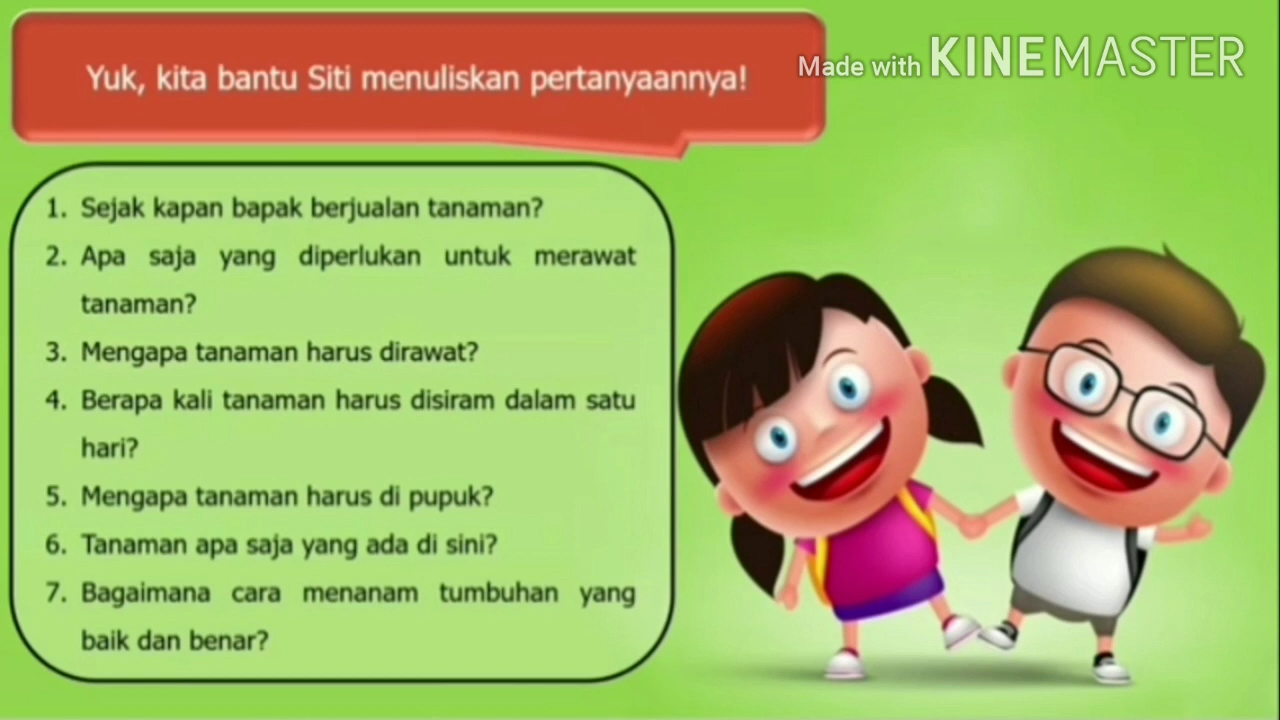 Yuk, kita bantu Siti menuliskan pertanyaannya!
Made with KINEMASTER
1. Sejak kapan bapak berjualan tanaman?
2. Apa saja yang diperlukan untuk merawat
tanaman?
3. Mengapa tanaman harus dirawat?
4. Berapa kali tanaman harus disiram dalam satu
hari?
5. Mengapa tanaman harus di pupuk?
6. Tanaman apa saja yang ada di sini?
7. Bagaimana cara menanam tumbuhan yang
baik dan benar?